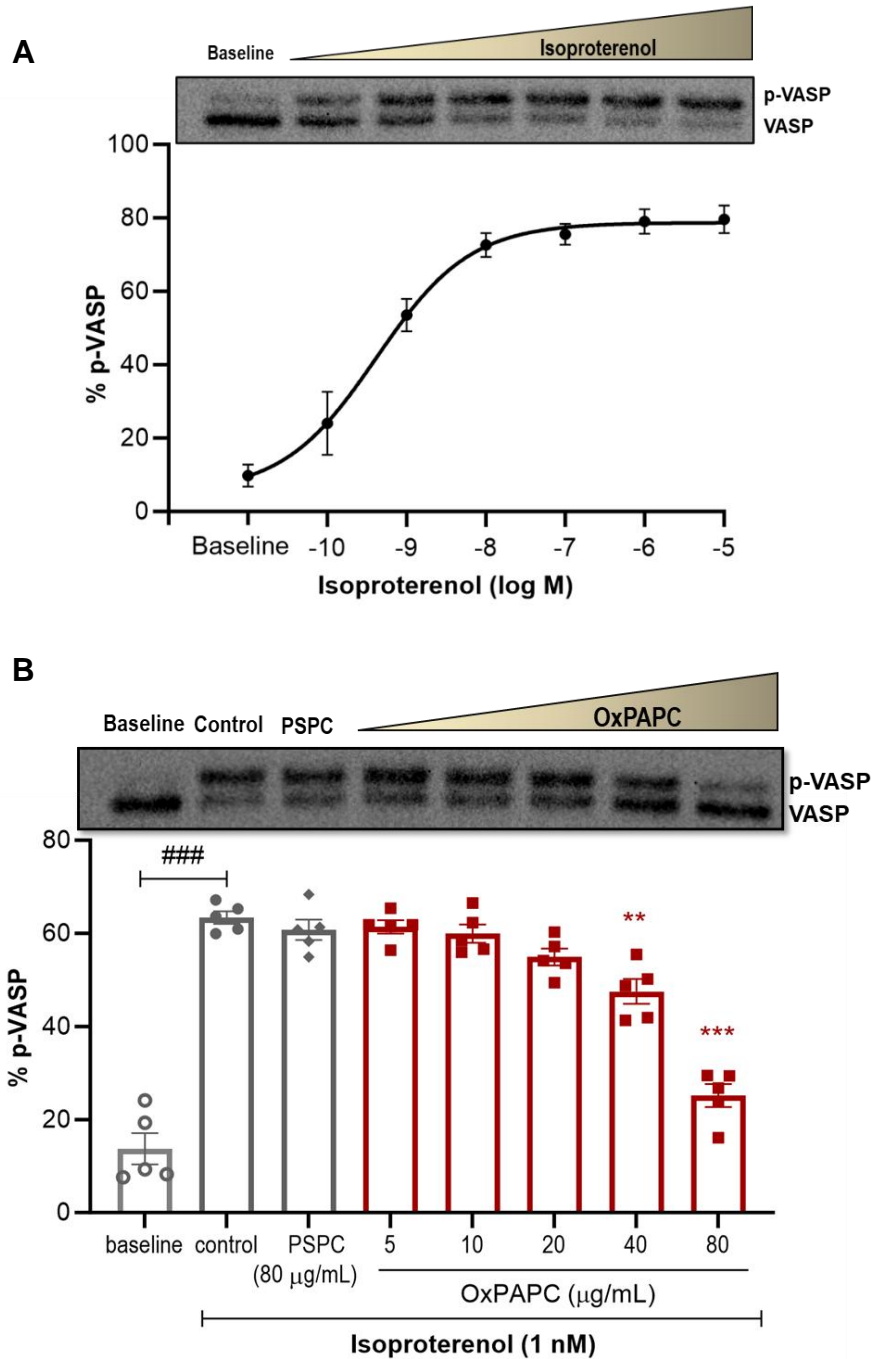 A
Baseline
Isoproterenol
p-VASP
VASP
100
80
60
40
20
0
% p-VASP
Baseline -10 -9 -8 -7 -6 -5
Isoproterenol (log M)
B
Baseline Control PSPC
OxPAPC
p-VASP
VASP
80
60
40
20
0
% p-VASP
###
**
***
baseline control PSPC 5 10 20 40 80
(80 μg/mL)
OxPAPC (μg/mL)
Isoproterenol (1 nM)